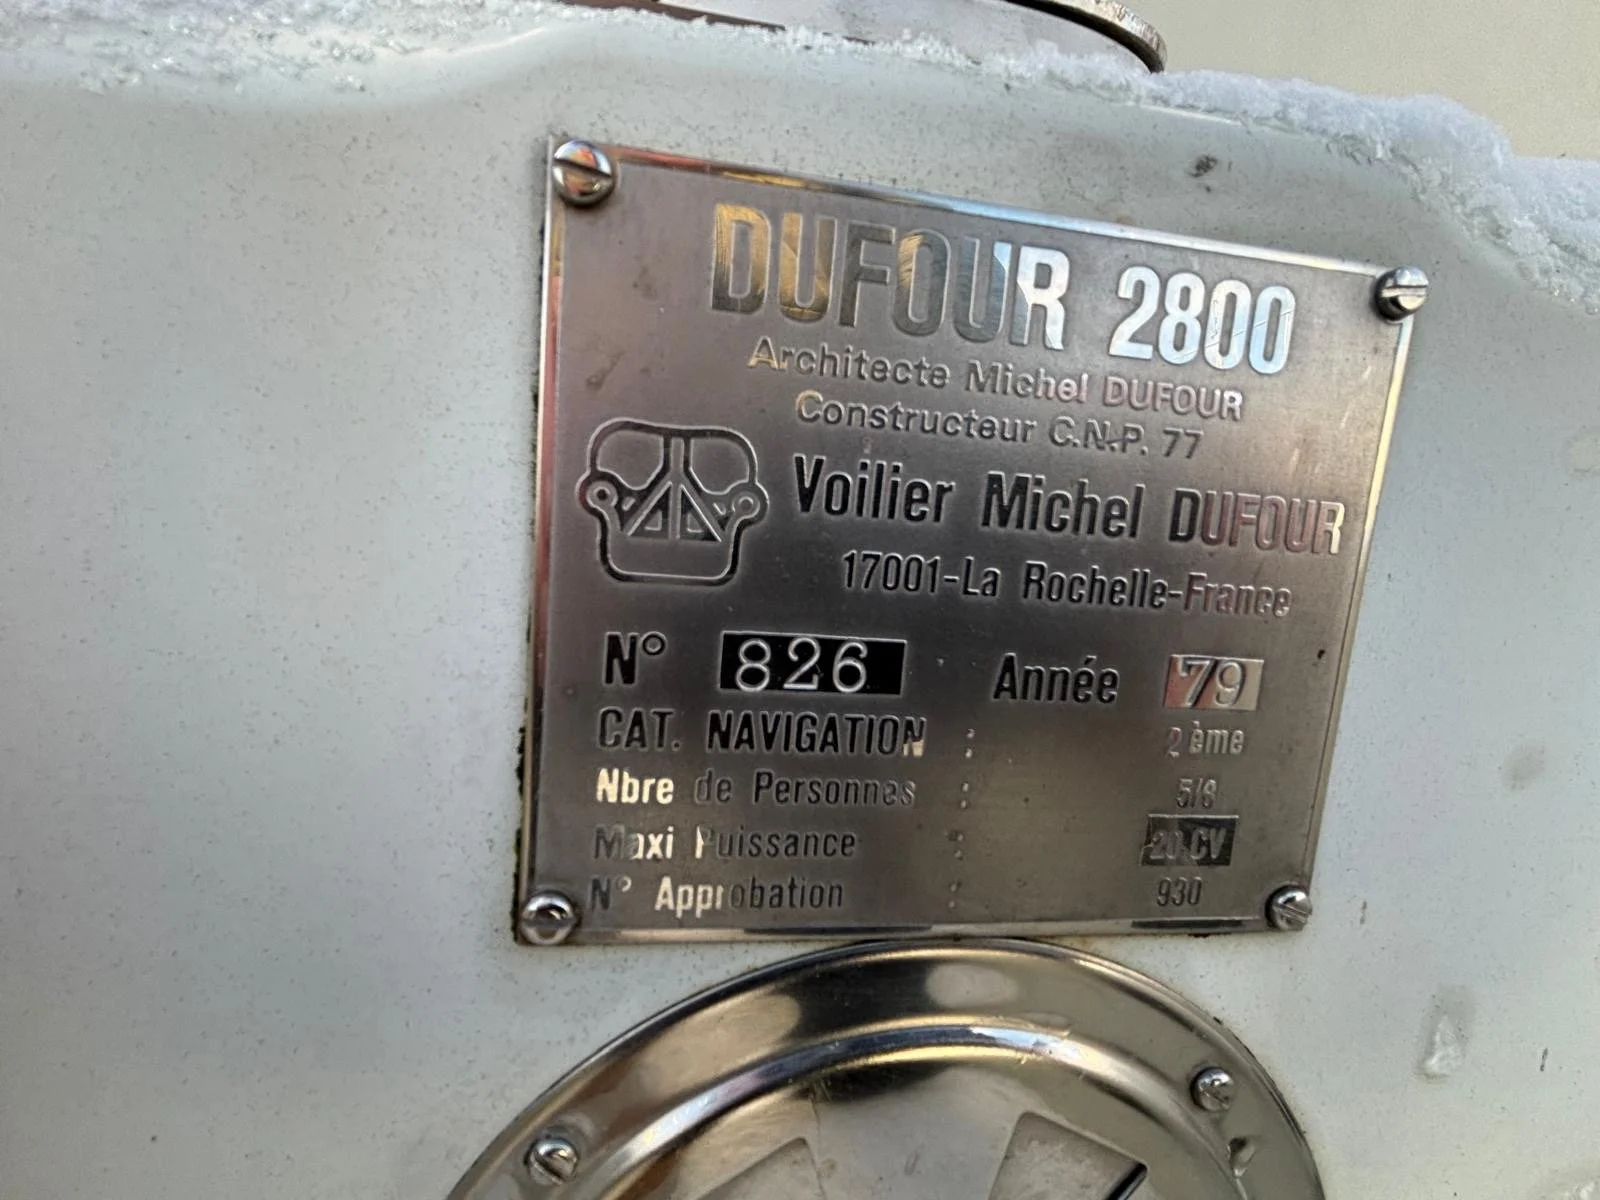 DUFOUR 2800
Architecte Michel DUFOUR
Constructeur C.N.P. 77
Voilier Michel DUFOUR
17001-La Rochelle-France
N° 826 Année 79
CAT. NAVIGATION : 2ème
Nbre de Personnes : 5/6
Maxi Puissance : 20 CV
N° Approbation : 930